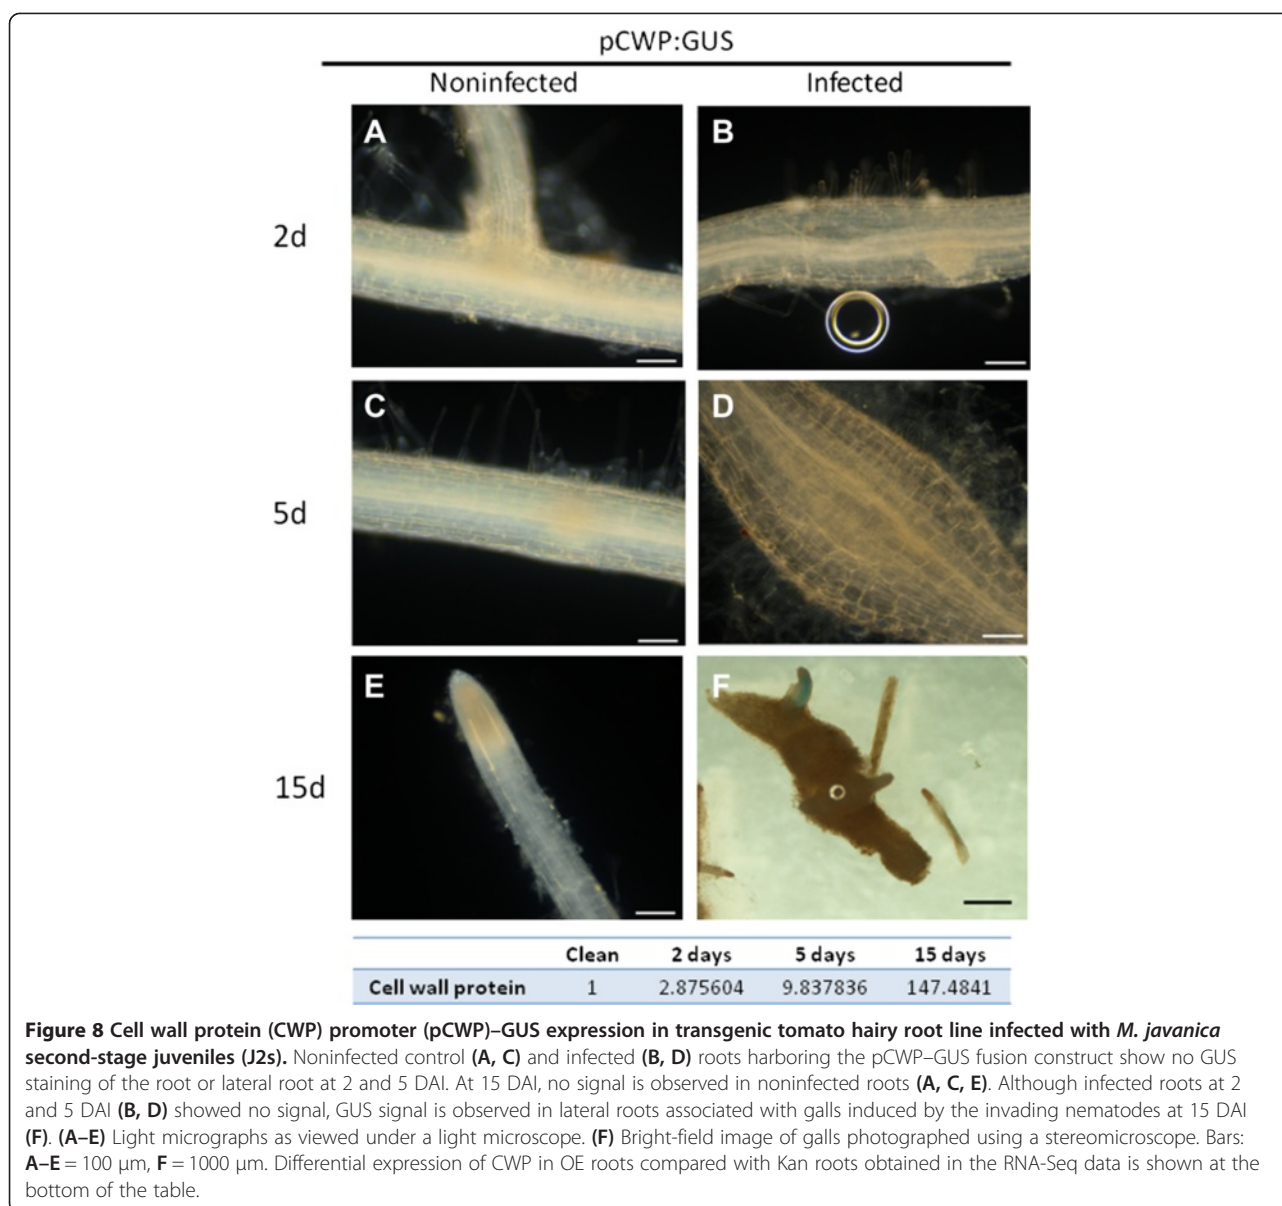 pCWP:GUS
Noninfected Infected
A B
2d
C D
5d
E F
15d
Clean 2 days 5 days 15 days
Cell wall protein 1 2.875604 9.837836 147.4841
Figure 8 Cell wall protein (CWP) promoter (pCWP)–GUS expression in transgenic tomato hairy root line infected with M. javanica
second-stage juveniles (J2s). Noninfected control (A, C) and infected (B, D) roots harboring the pCWP–GUS fusion construct show no GUS
staining of the root or lateral root at 2 and 5 DAI. At 15 DAI, no signal is observed in noninfected roots (A, C, E). Although infected roots at 2
and 5 DAI (B, D) showed no signal, GUS signal is observed in lateral roots associated with galls induced by the invading nematodes at 15 DAI
(F). (A–E) Light micrographs as viewed under a light microscope. (F) Bright-field image of galls photographed using a stereomicroscope. Bars:
A–E = 100 μm, F = 1000 μm. Differential expression of CWP in OE roots compared with Kan roots obtained in the RNA-Seq data is shown at the
bottom of the table.